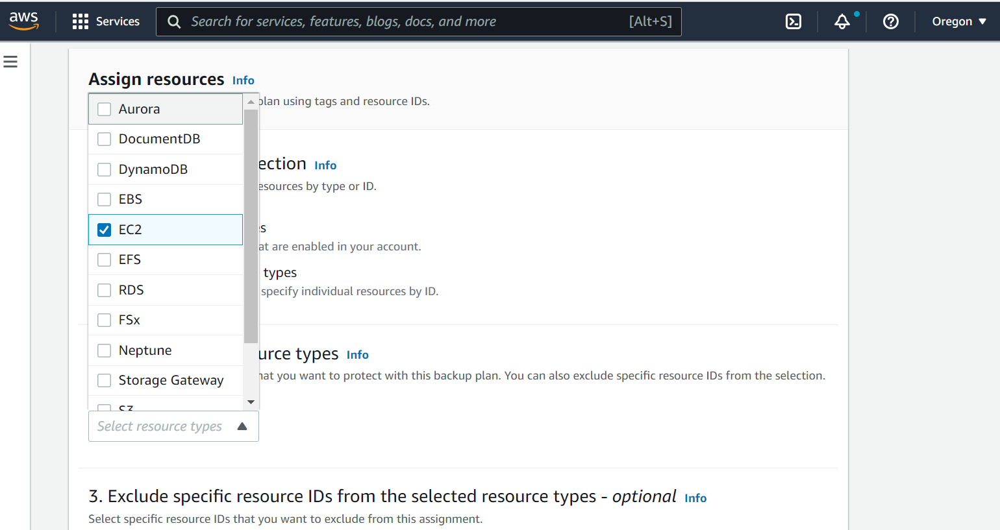 aws Services Search for services, features, blogs, docs, and more [Alt+S] Oregon
Assign resources Info
plan using tags and resource IDs.
Aurora
DocumentDB
DynamoDB
EBS
EC2
EFS
RDS
FSx
Neptune
Storage Gateway
S3
Select resource types
ection Info
esources by type or ID.
es
at are enabled in your account.
types
specify individual resources by ID.
urce types Info
hat you want to protect with this backup plan. You can also exclude specific resource IDs from the selection.
3. Exclude specific resource IDs from the selected resource types - optional Info
Select specific resource IDs that you want to exclude from this assignment.